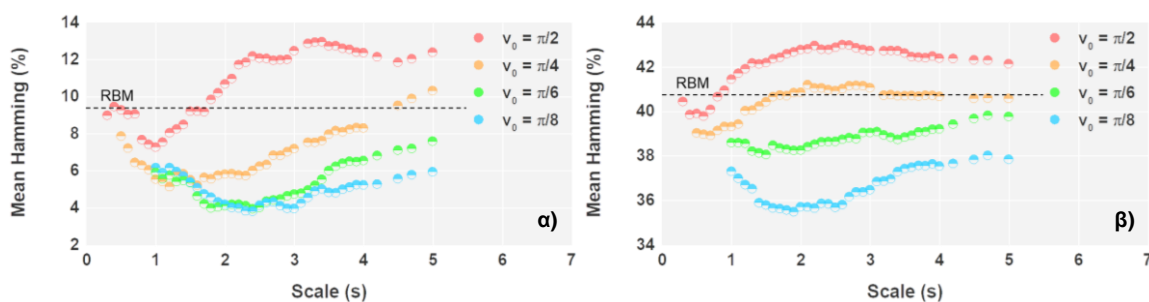 14
12
10
8
6
4
2
0 1 2 3 4 5 6 7
Mean Hamming (%)
Scale (s)
RBM
v0 = π/2
v0 = π/4
v0 = π/6
v0 = π/8
α)
44
42
40
38
36
34
0 1 2 3 4 5 6 7
Mean Hamming (%)
Scale (s)
RBM
v0 = π/2
v0 = π/4
v0 = π/6
v0 = π/8
β)